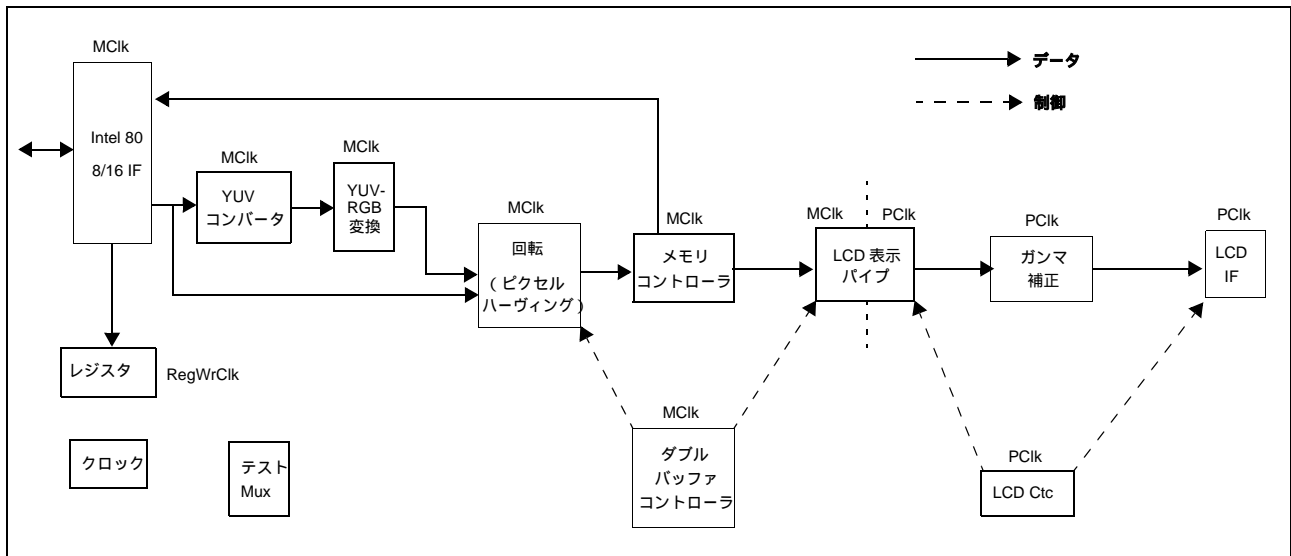 MClk
Intel 80
8/16 IF
データ
制御
MClk
YUV
コンバータ
MClk
YUV-
RGB
変換
MClk
回転
(ピクセル
ハーヴィング)
MClk
メモリ
コントローラ
MClk
PClk
LCD 表示
パイプ
PClk
ガンマ
補正
PClk
LCD
IF
レジスタ
RegWrClk
クロック
テスト
Mux
MClk
ダブル
バッファ
コントローラ
PClk
LCD Ctc